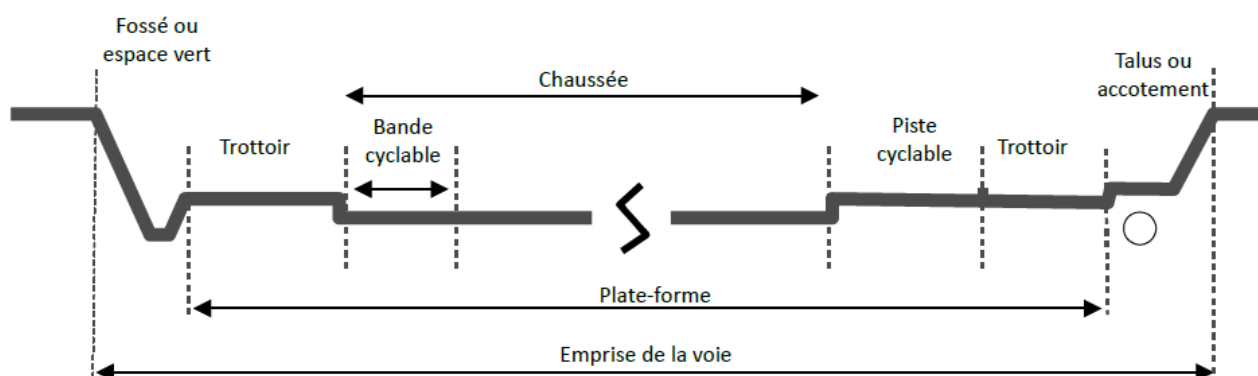 Fossé ou
espace vert
Chaussée
Talus ou
accotement
Trottoir
Bande
cyclable
Piste
cyclable
Trottoir
Plate-forme
Emprise de la voie